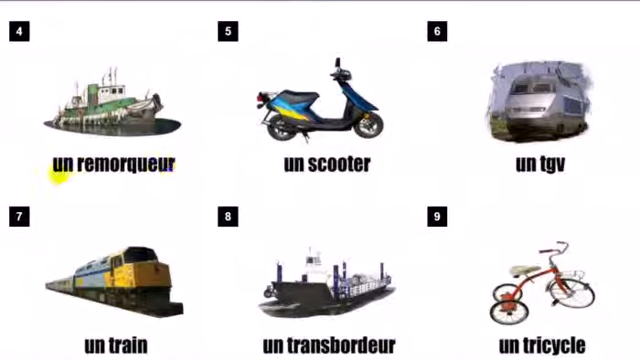 4
5
6
un remorqueur
un scooter
un tgv
7
8
9
un train
un transbordeur
un tricycle